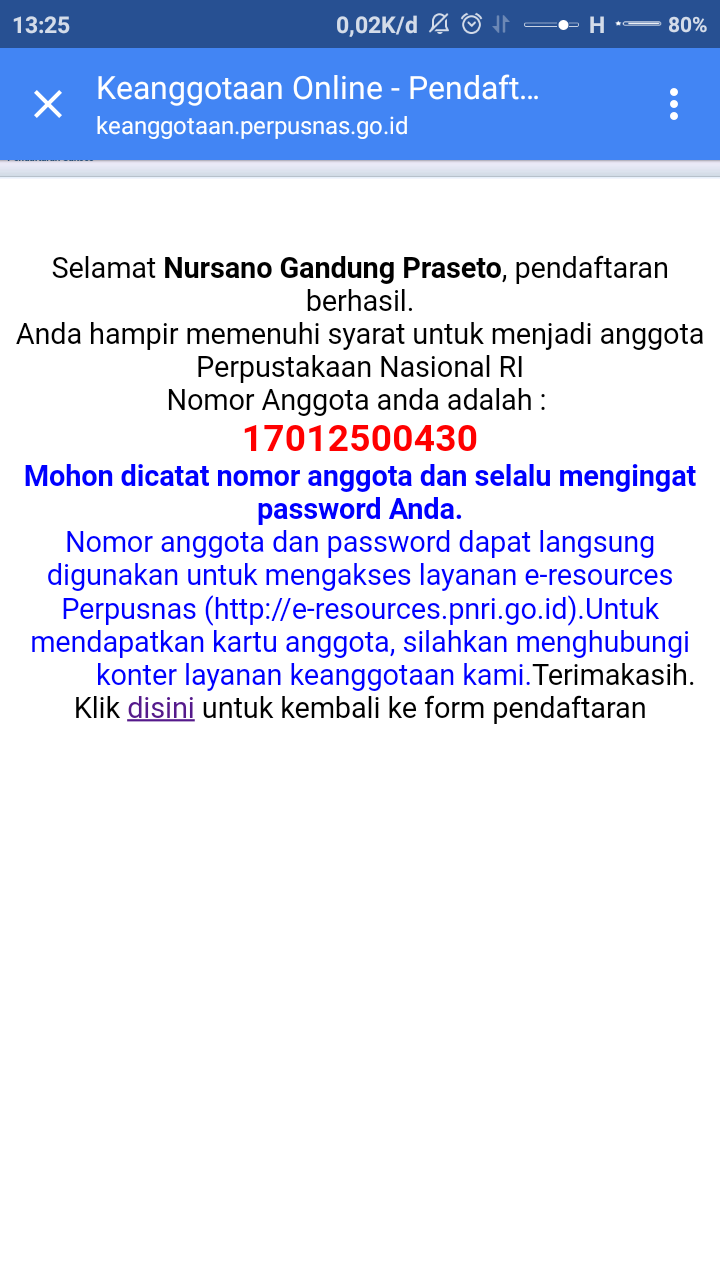 13:25 0,02K/d H 80%
Keanggotaan Online - Pendaft...
keanggotaan.perpusnas.go.id
Selamat Nursano Gandung Praseto, pendaftaran
berhasil.
Anda hampir memenuhi syarat untuk menjadi anggota
Perpustakaan Nasional RI
Nomor Anggota anda adalah :
17012500430
Mohon dicatat nomor anggota dan selalu mengingat
password Anda.
Nomor anggota dan password dapat langsung
digunakan untuk mengakses layanan e-resources
Perpusnas (http://e-resources.pnri.go.id).Untuk
mendapatkan kartu anggota, silahkan menghubungi
konter layanan keanggotaan kami.Terimakasih.
Klik disini untuk kembali ke form pendaftaran